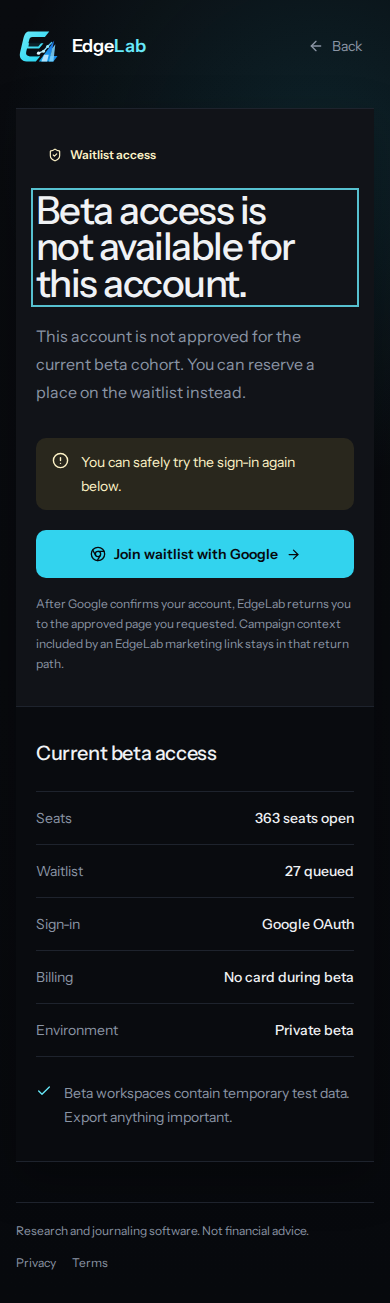 EdgeLab
Back
Waitlist access
Beta access is
not available for
this account.
This account is not approved for the
current beta cohort. You can reserve a
place on the waitlist instead.
You can safely try the sign-in again
below.
Join waitlist with Google
After Google confirms your account, EdgeLab returns you
to the approved page you requested. Campaign context
included by an EdgeLab marketing link stays in that return
path.
Current beta access
Seats 363 seats open
Waitlist 27 queued
Sign-in Google OAuth
Billing No card during beta
Environment Private beta
Beta workspaces contain temporary test data.
Export anything important.
Research and journaling software. Not financial advice.
Privacy Terms